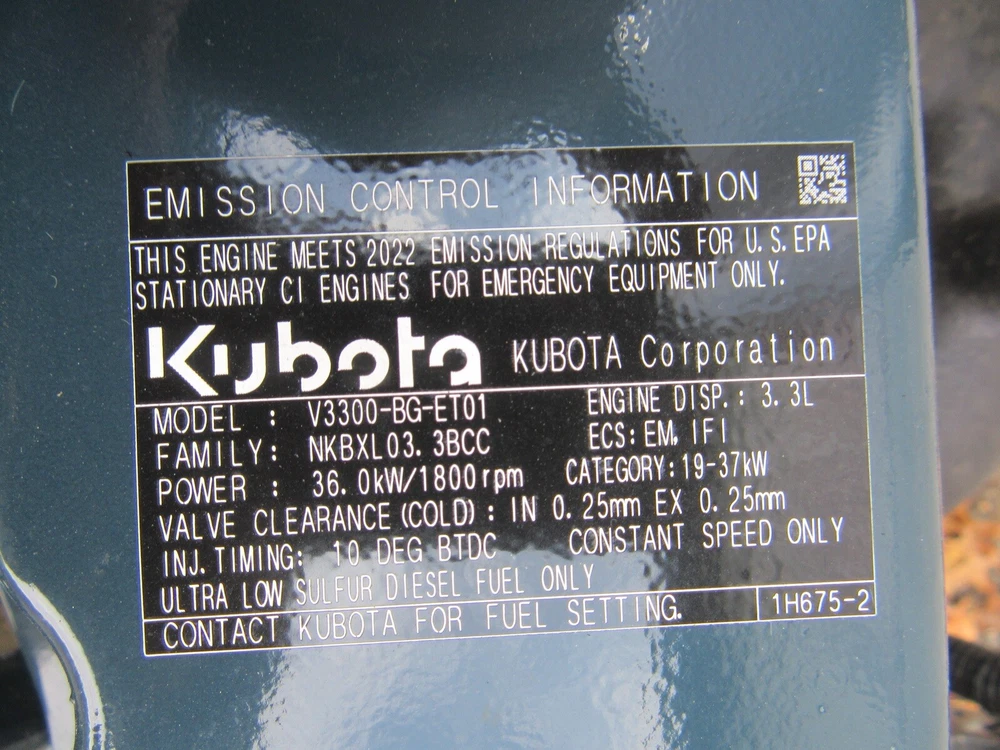 EMISSION CONTROL INFORMATION
THIS ENGINE MEETS 2022 EMISSION REGULATIONS FOR U.S. EPA
STATIONARY CI ENGINES FOR EMERGENCY EQUIPMENT ONLY.
Kubota KUBOTA Corporation
MODEL : V3300-BG-ET01 ENGINE DISP.: 3.3L
FAMILY: NKBXL03.3BCC ECS: EM, IFI
POWER : 36.0kW/1800rpm CATEGORY: 19-37kW
VALVE CLEARANCE (COLD) : IN 0.25mm EX 0.25mm
INJ. TIMING: 10 DEG BTDC CONSTANT SPEED ONLY
ULTRA LOW SULFUR DIESEL FUEL ONLY
CONTACT KUBOTA FOR FUEL SETTING. 1H675-2